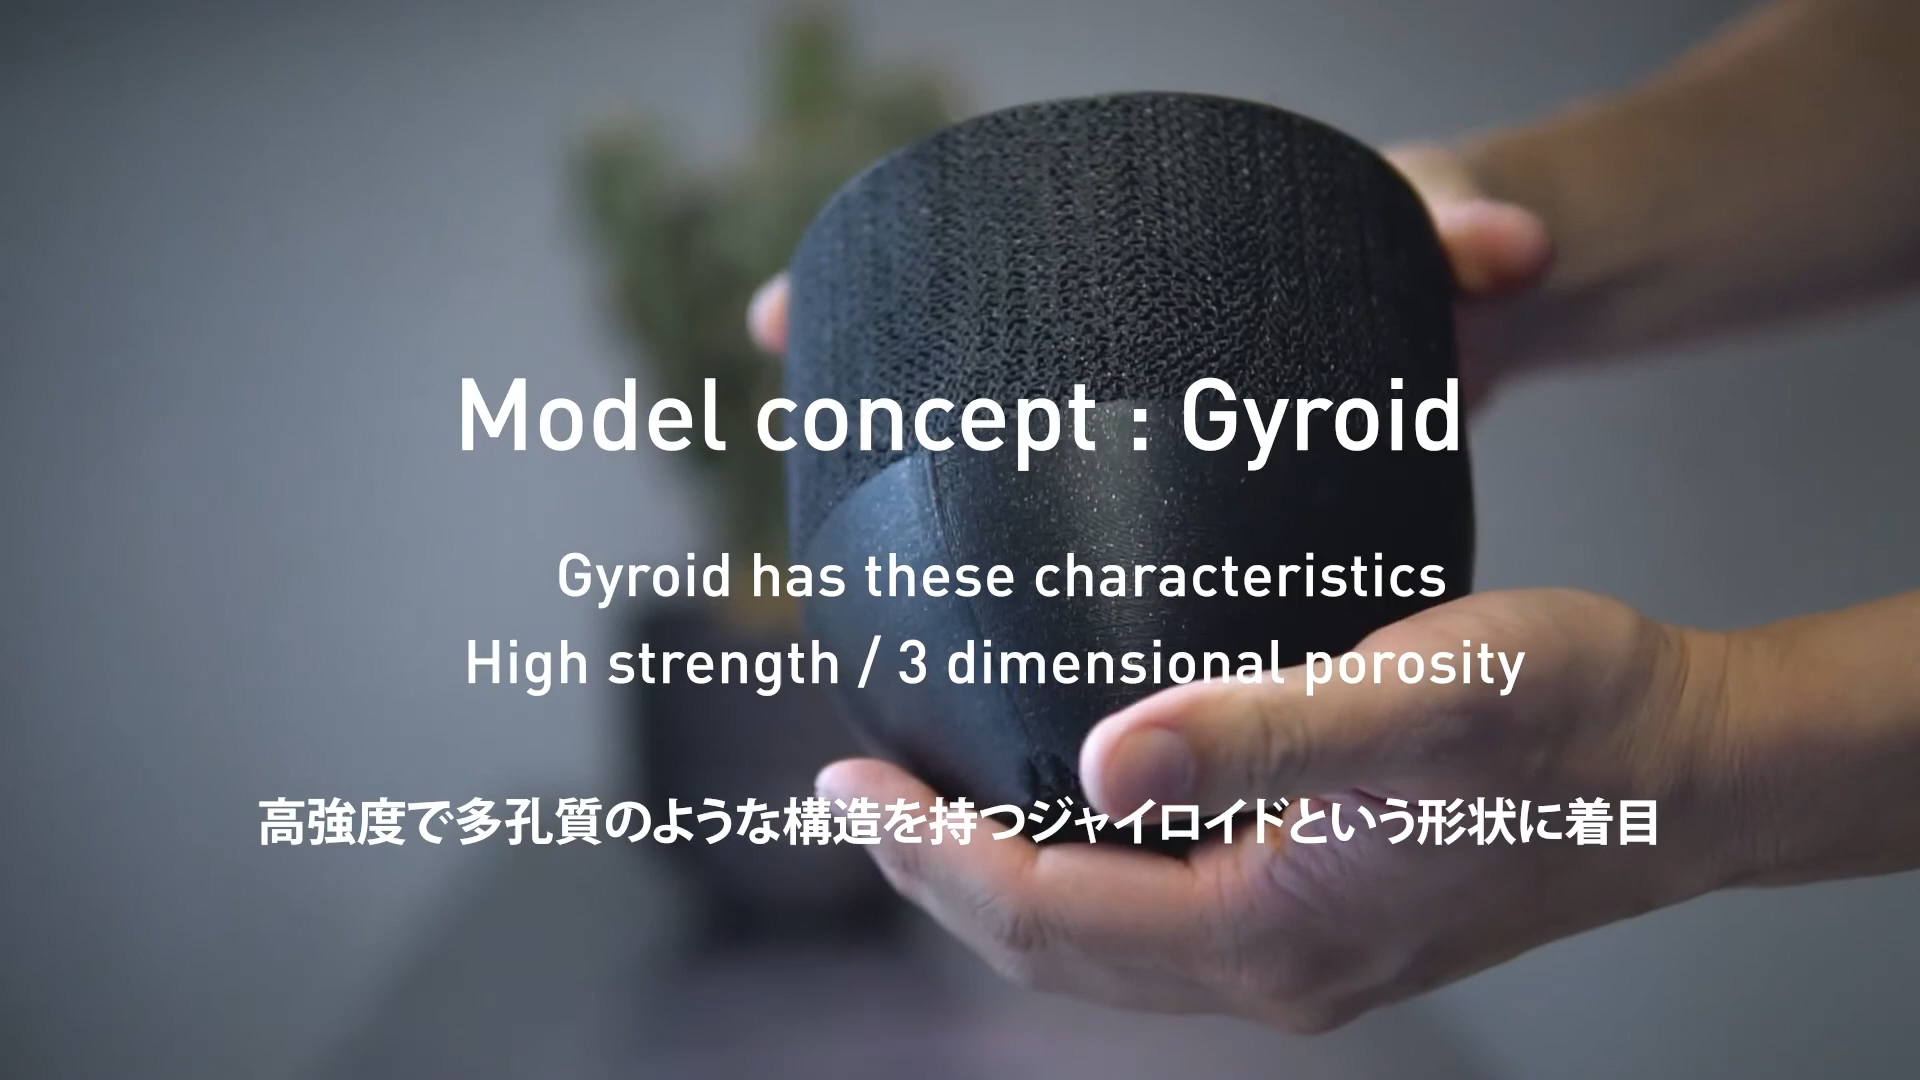 Model concept : Gyroid
Gyroid has these characteristics
High strength / 3 dimensional porosity
高強度で多孔質のような構造を持つジャイロイドという形状に着目